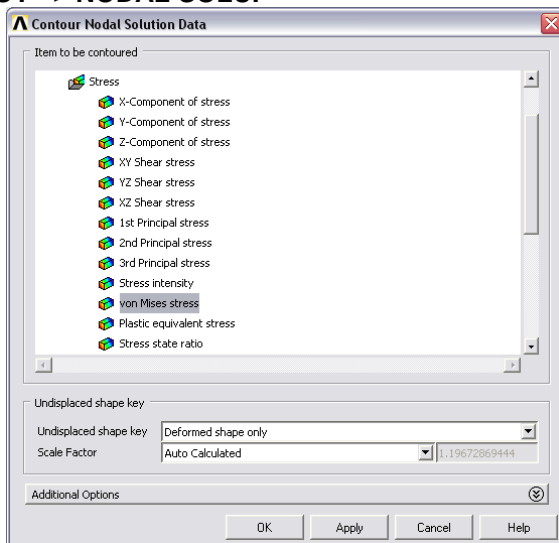 Contour Nodal Solution Data
Item to be contoured
Stress
X-Component of stress
Y-Component of stress
Z-Component of stress
XY Shear stress
YZ Shear stress
XZ Shear stress
1st Principal stress
2nd Principal stress
3rd Principal stress
Stress intensity
von Mises stress
Plastic equivalent stress
Stress state ratio
Undisplaced shape key
Undisplaced shape key Deformed shape only
Scale Factor Auto Calculated 1.19672869444
Additional Options
OK Apply Cancel Help